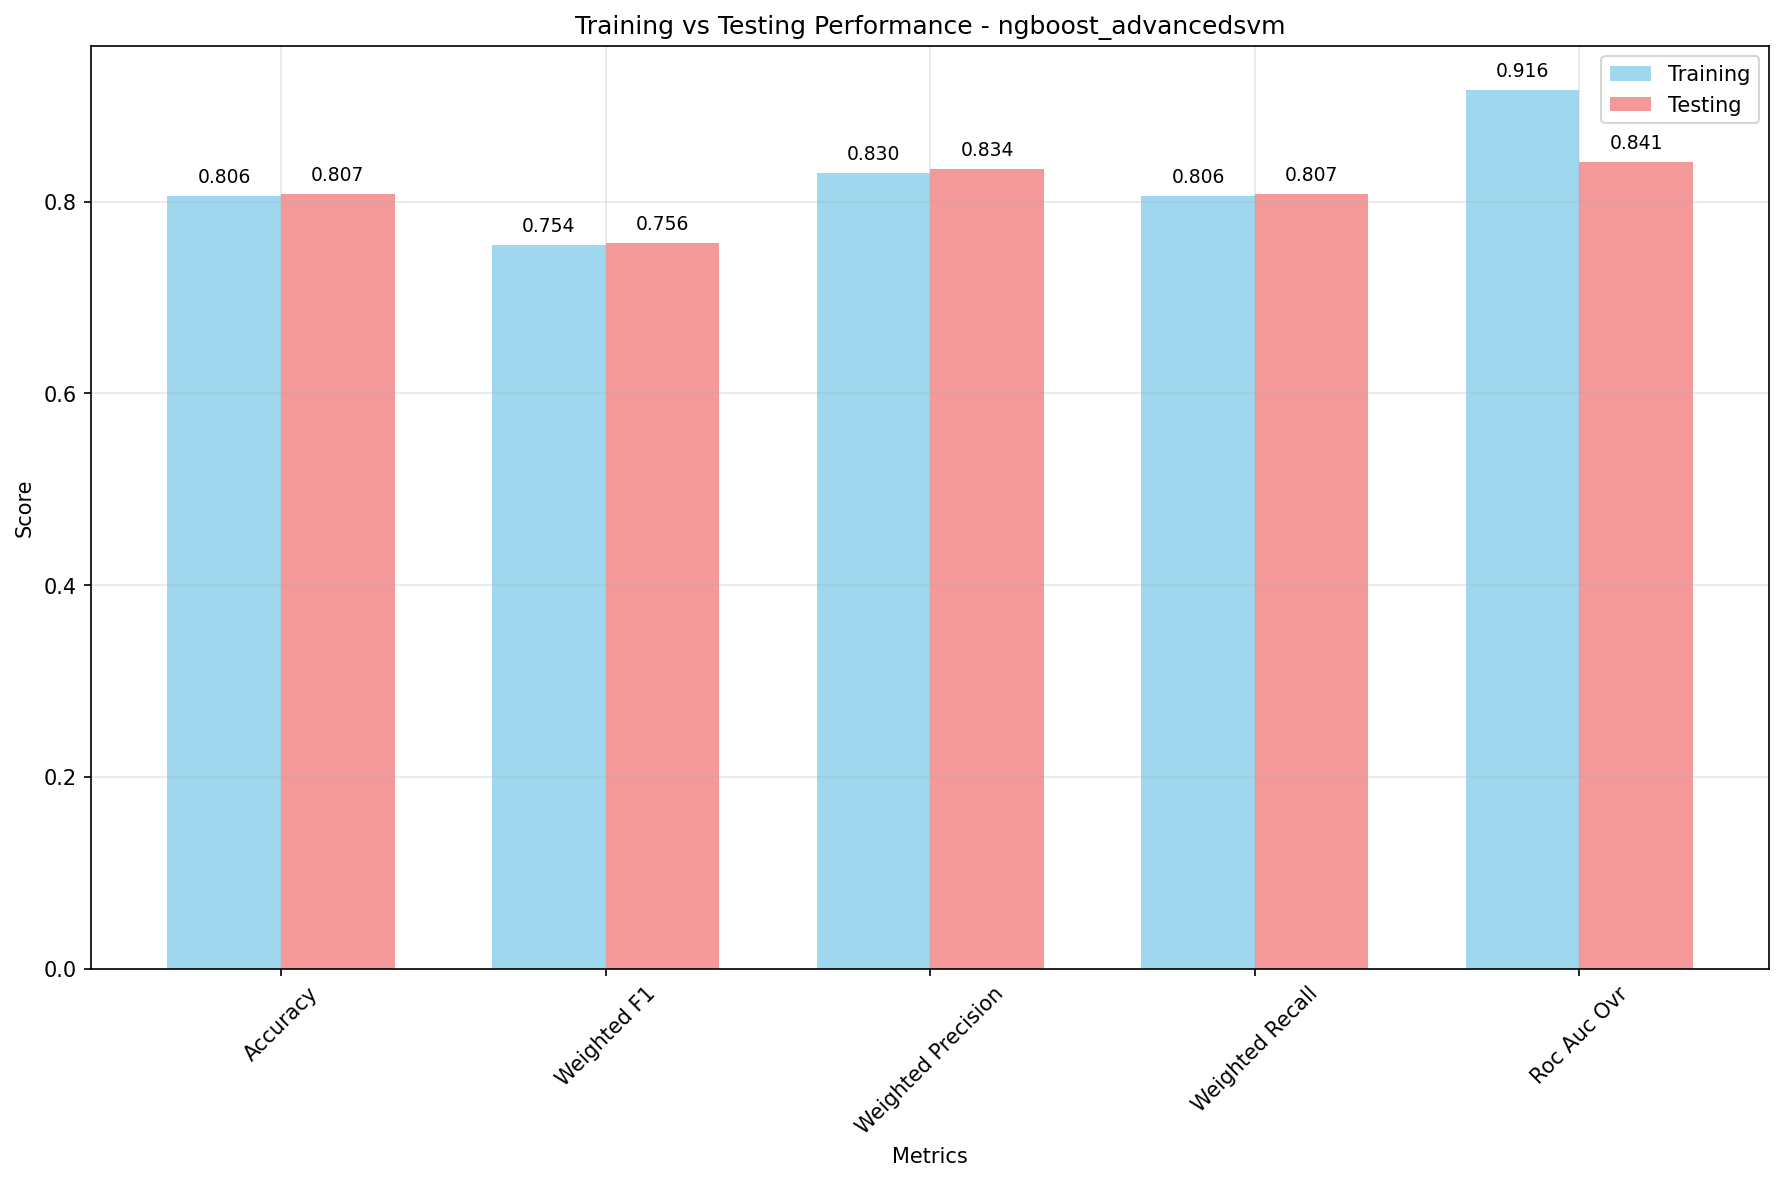 Training vs Testing Performance - ngboost_advancedsvm
Training
Testing
0.806
0.807
0.754
0.756
0.830
0.834
0.806
0.807
0.916
0.841
Score
0.8
0.6
0.4
0.2
0.0
Accuracy
Weighted F1
Weighted Precision
Weighted Recall
Roc Auc Ovr
Metrics